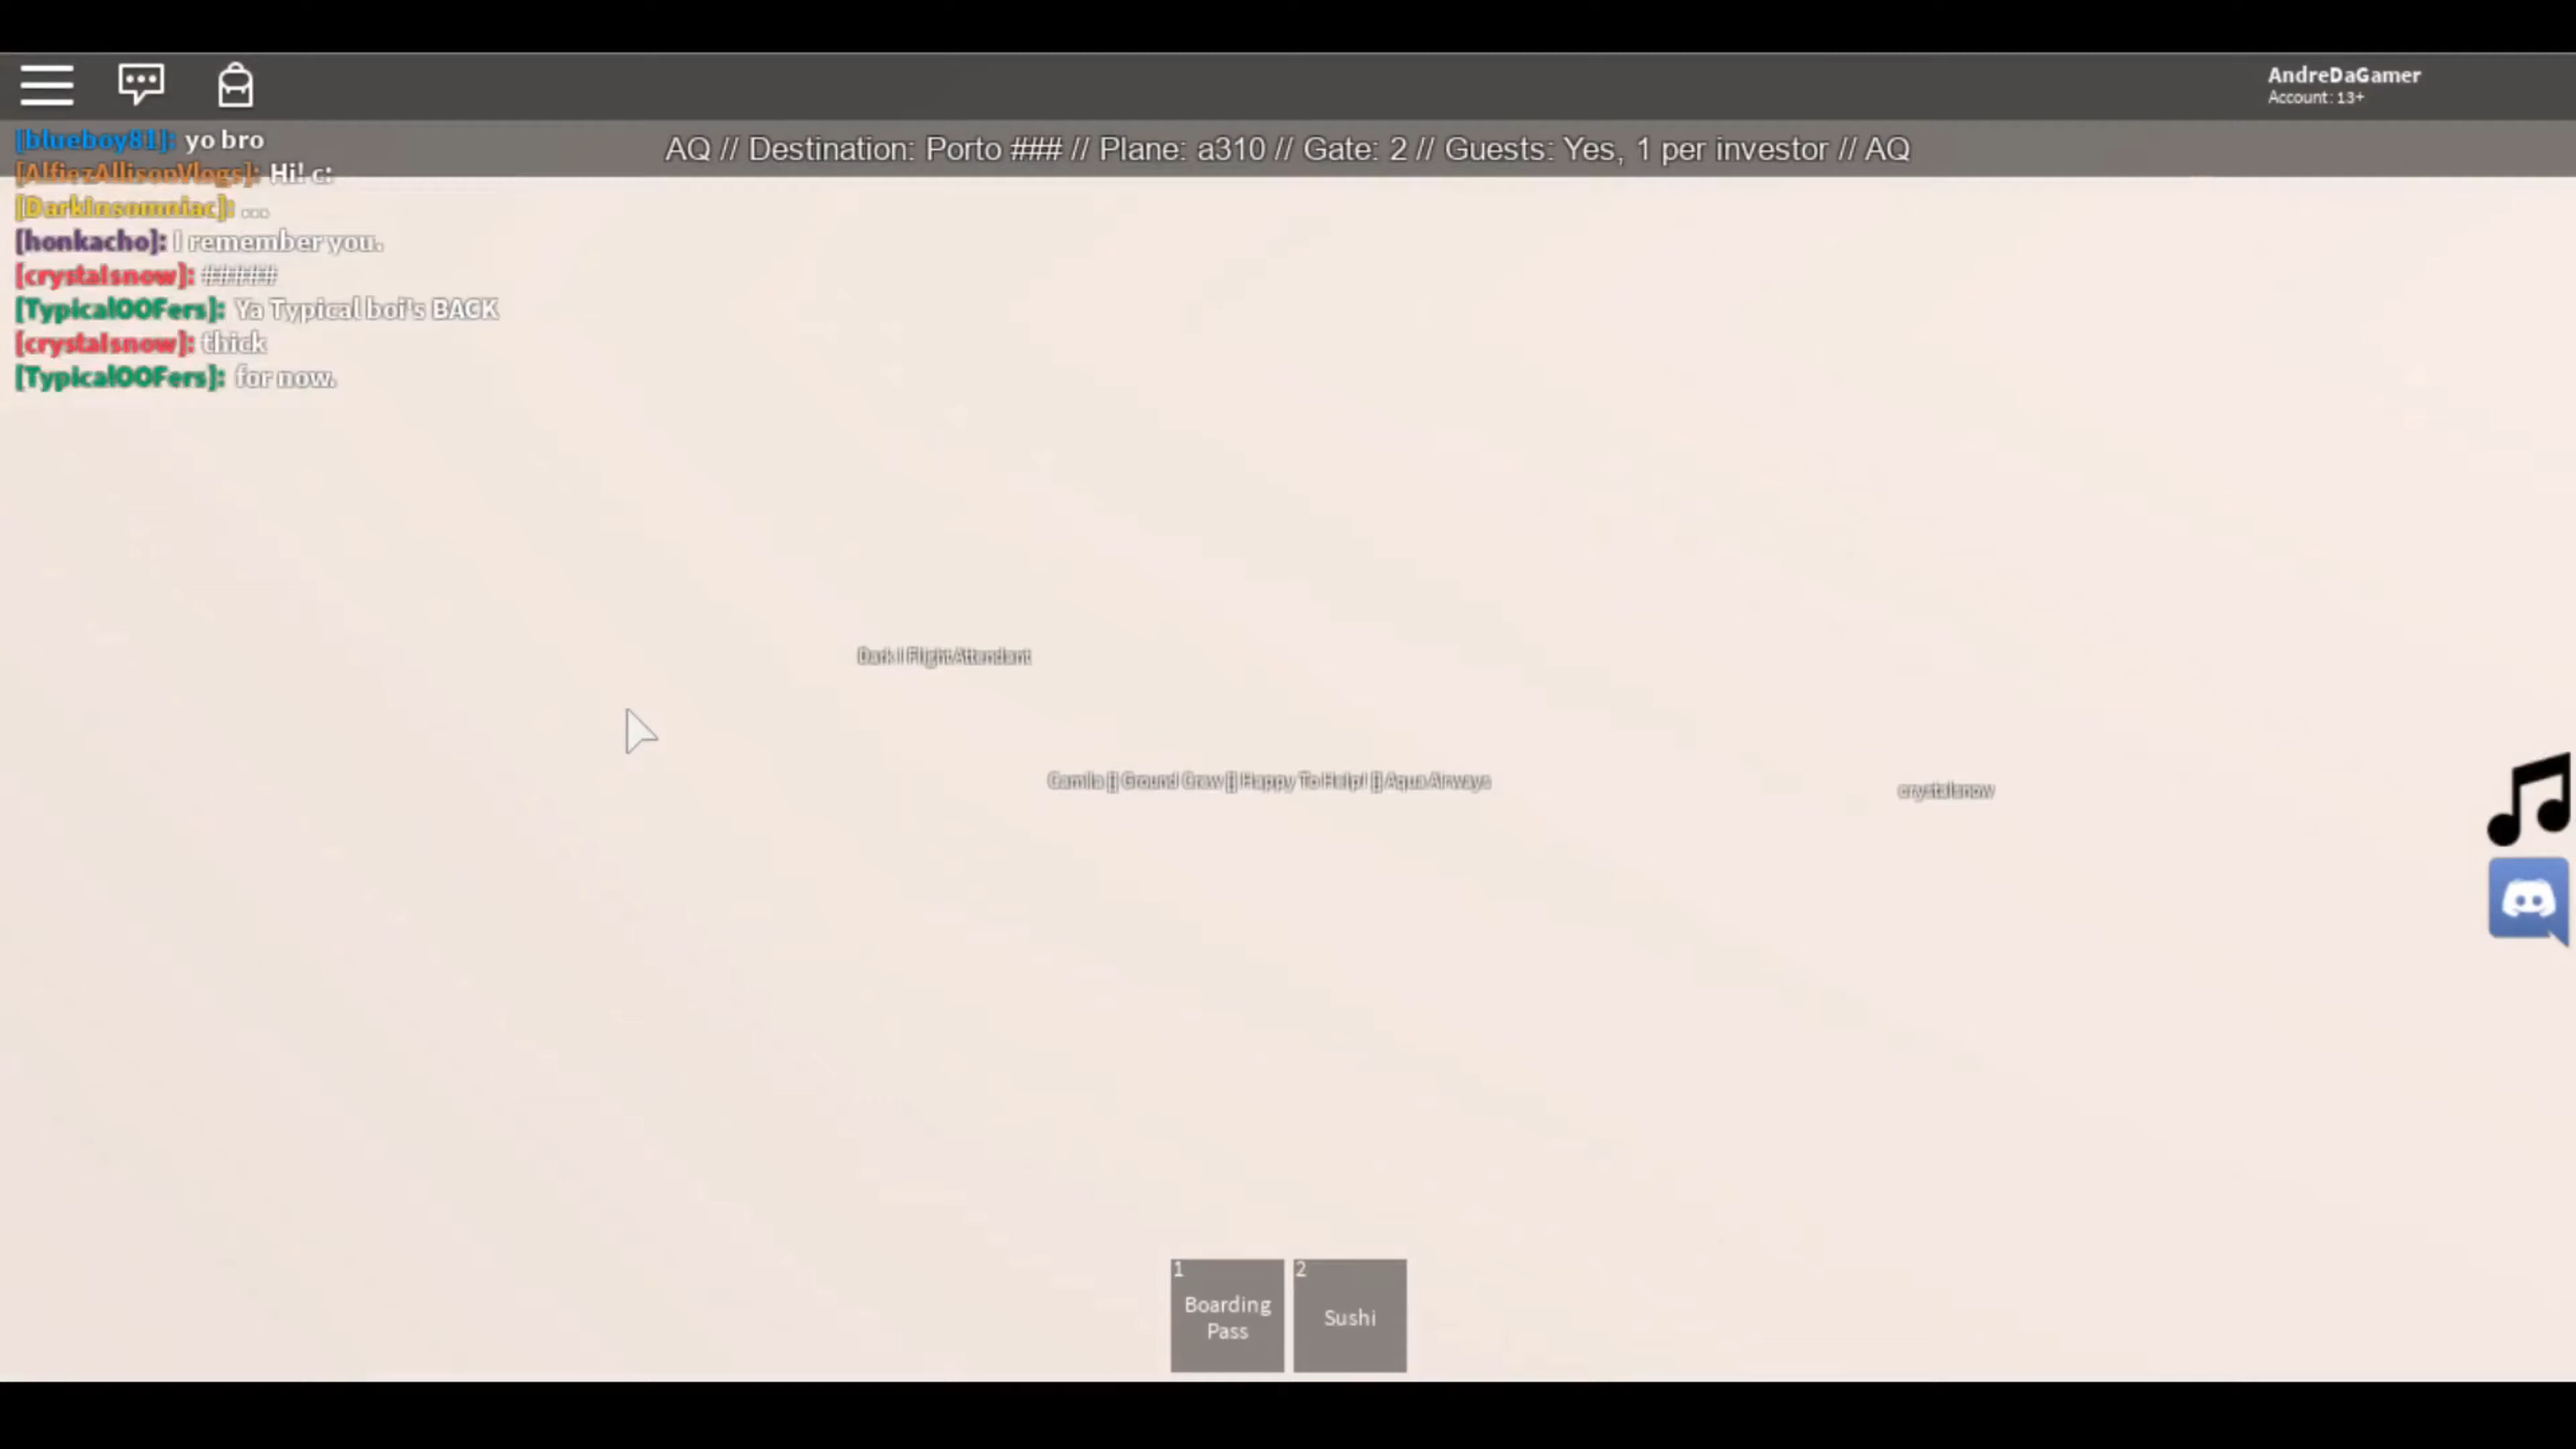 AndreDaGamer
Account: 13+
AQ // Destination: Porto ### // Plane: a310 // Gate: 2 // Guests: Yes, 1 per investor // AQ
[blueboy81]: yo bro
[AlfiezAllisonVlogs]: Hi! c:
[DarkInsomniac]: ...
[honkacho]: I remember you.
[crystalsnow]: #####
[TypicalOOFers]: Ya Typical boi's BACK
[crystalsnow]: thick
[TypicalOOFers]: for now.
Dark | Flight Attendant
Camila || Ground Crew || Happy To Help! || Aqua Airways
crystalsnow
1
Boarding
Pass
2
Sushi